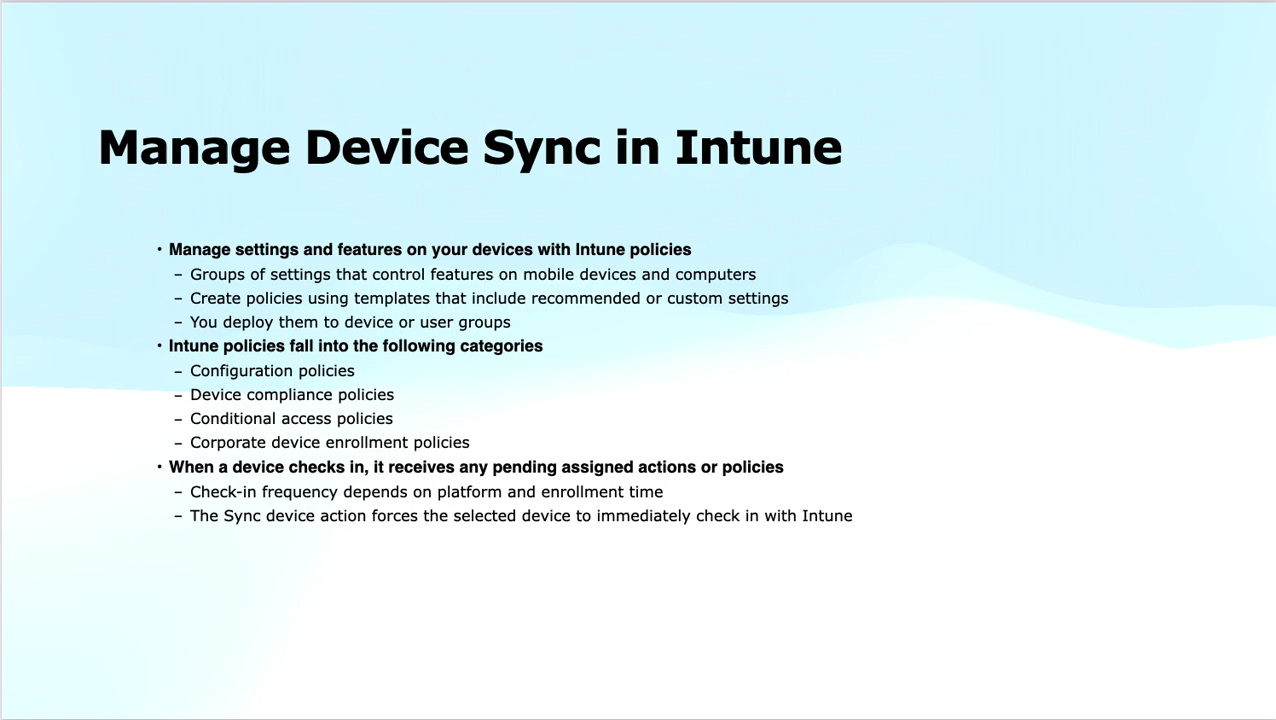 Manage Device Sync in Intune
• Manage settings and features on your devices with Intune policies
– Groups of settings that control features on mobile devices and computers
– Create policies using templates that include recommended or custom settings
– You deploy them to device or user groups
• Intune policies fall into the following categories
– Configuration policies
– Device compliance policies
– Conditional access policies
– Corporate device enrollment policies
• When a device checks in, it receives any pending assigned actions or policies
– Check-in frequency depends on platform and enrollment time
– The Sync device action forces the selected device to immediately check in with Intune